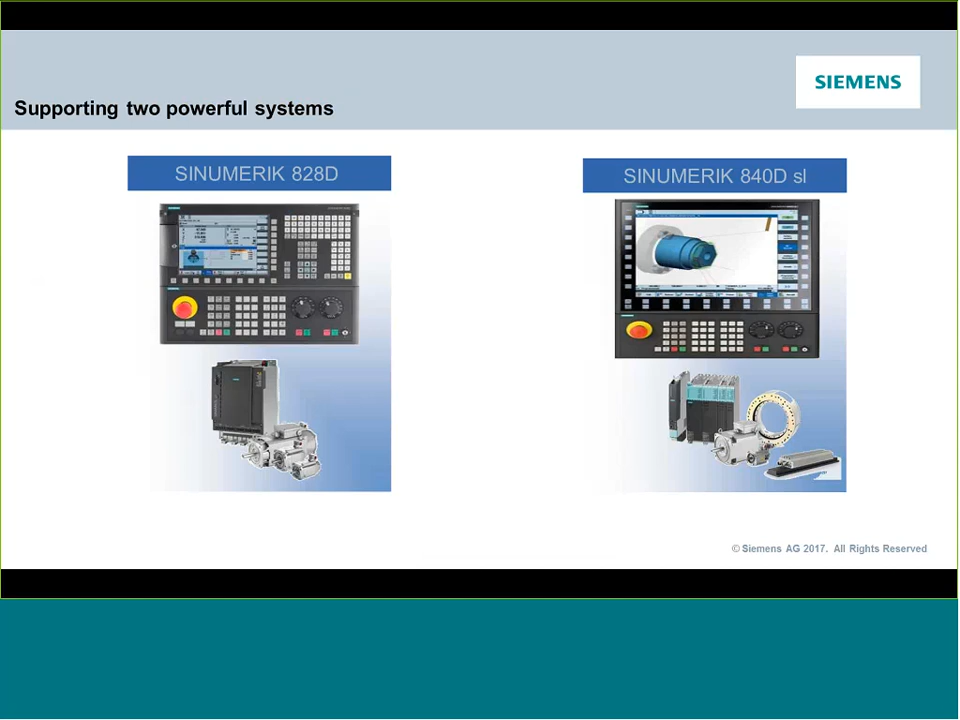 SIEMENS
Supporting two powerful systems
SINUMERIK 828D
SINUMERIK 840D sl
© Siemens AG 2017. All Rights Reserved